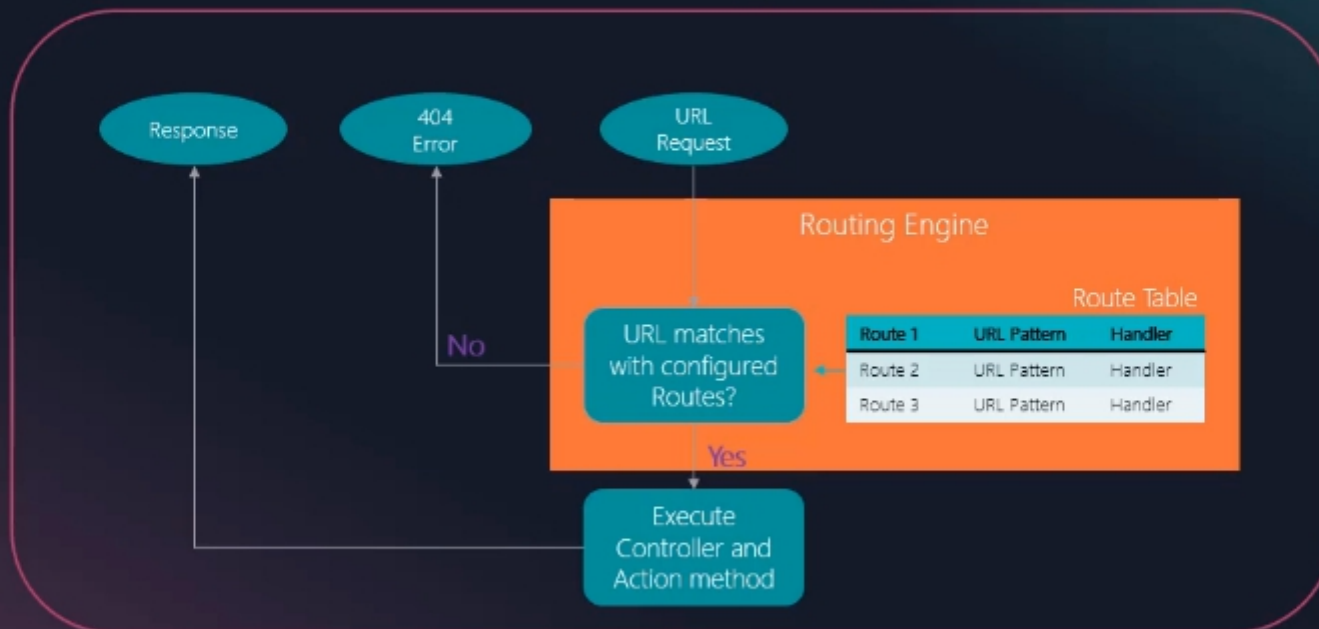 Response
404
Error
URL
Request
Routing Engine
Route Table
Route 1 URL Pattern Handler
Route 2 URL Pattern Handler
Route 3 URL Pattern Handler
URL matches
with configured
Routes?
No
Yes
Execute
Controller and
Action method